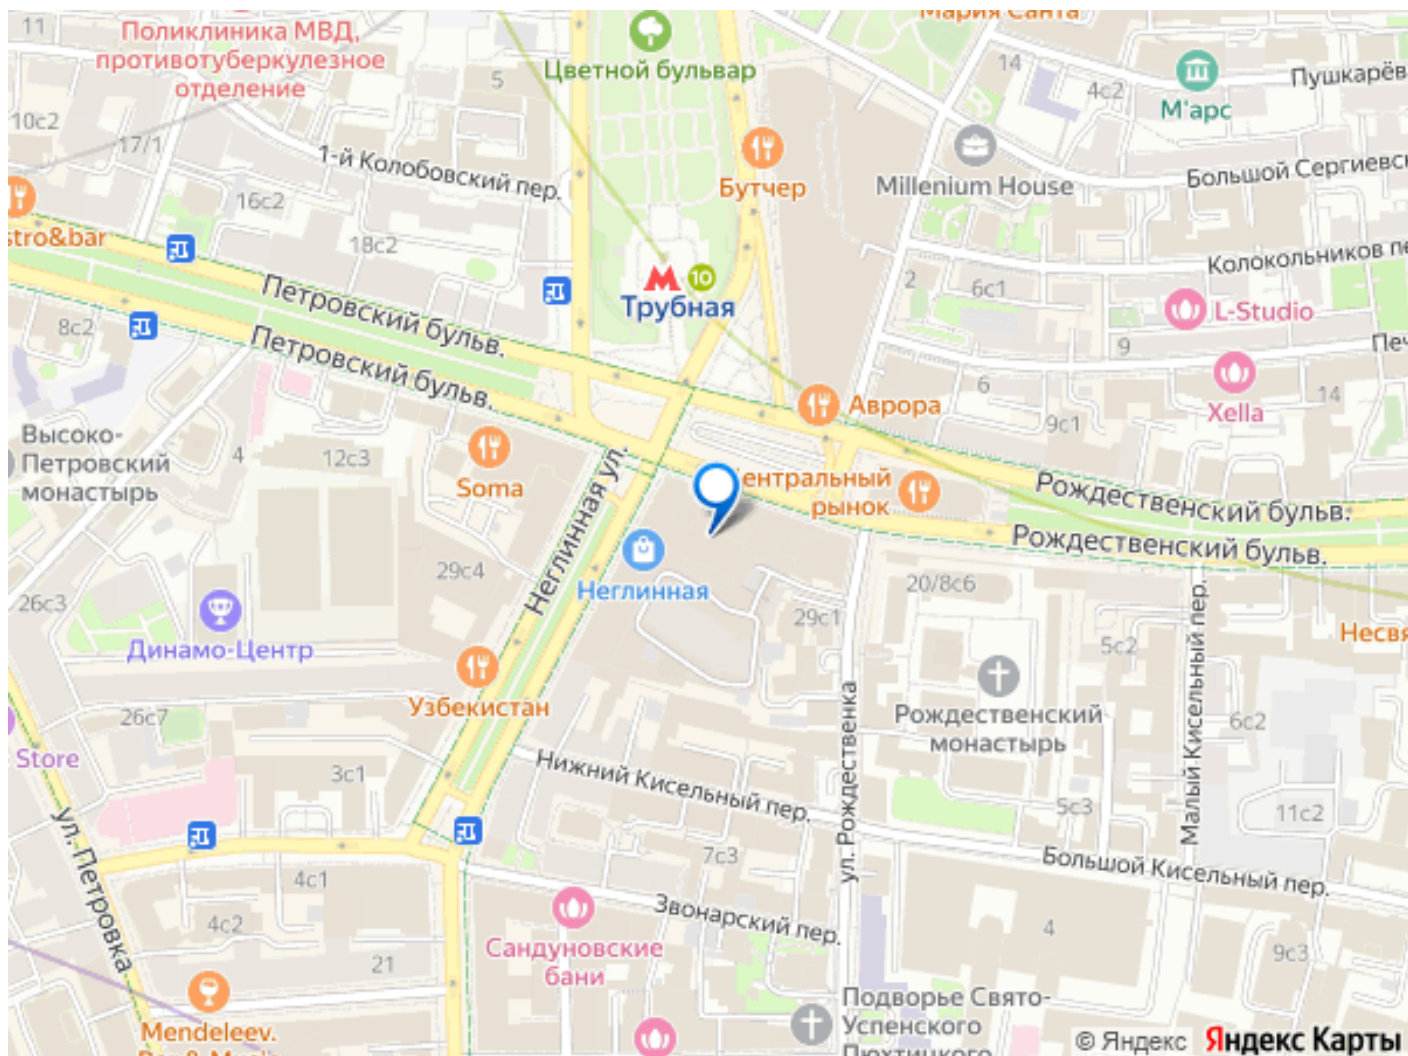 11
Поликлиника МВД,
противотуберкулезное
отделение
5
Цветной бульвар
Мария Санта
14
4с2
М'арс
Пушкарёв
10с2
17/1
1-й Колобовский пер.
Бутчер
Millenium House
Большой Сергиевс
16с2
stro&bar
18с2
Колокольников пе
2
6с1
10
Трубная
L-Studio
Петровский бульв.
8с2
Петровский бульв.
9
Печ
6
14
Аврора
Xella
9с1
Высоко-
Петровский
монастырь
4
12с3
Soma
ентральный
рынок
Рождественский бульв.
Рождественский бульв.
Неглинная ул.
29с4
Неглинная
20/8с6
26с3
29с1
Малый Кисельный пер.
Несвя
Динамо-Центр
5с2
Узбекистан
26с7
Рождественский
монастырь
6с2
Store
3с1
Нижний Кисельный пер.
ул. Рождественка
5с3
11с2
ул. Петровка
7с3
Большой Кисельный пер.
4с1
4с2
Звонарский пер.
4
21
Сандуновские
бани
9с3
Mendeleev.
Подворье Свято-
Успенского
Пюхтицкого
© Яндекс Яндекс Карты